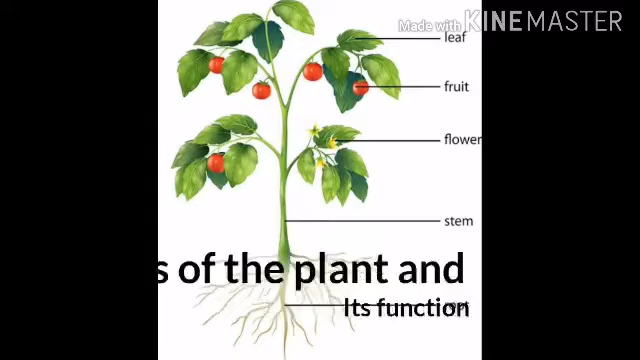 Made with KINEMASTER
leaf
fruit
flower
stem
s of the plant and
Its function